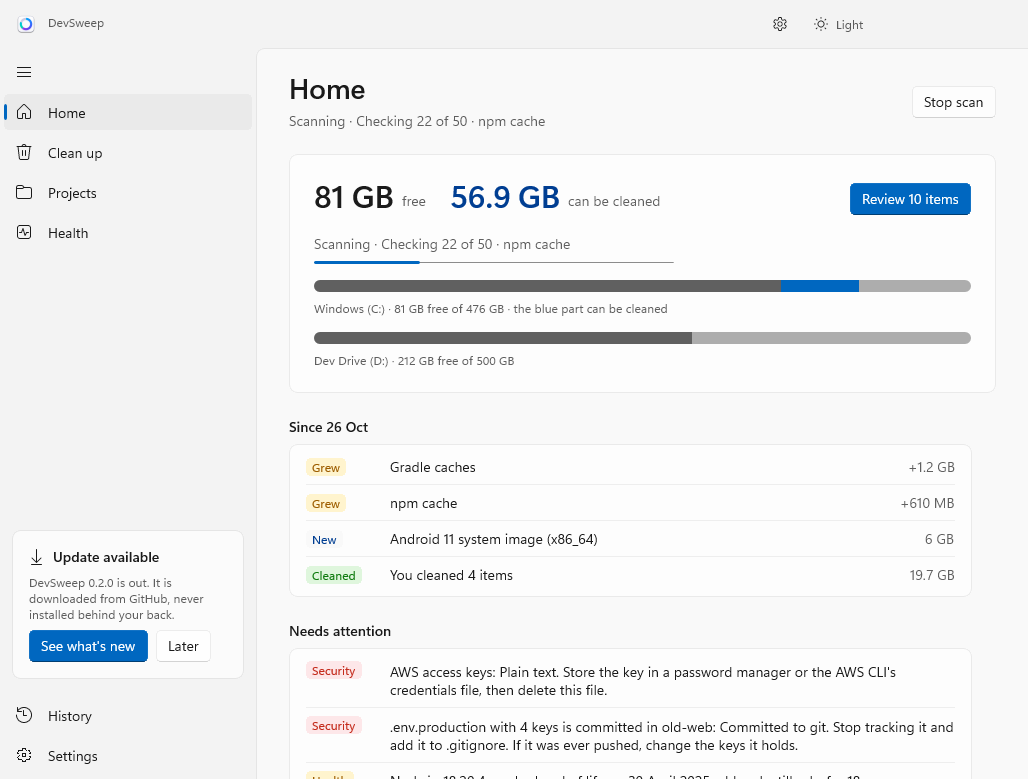 DevSweep
Light
Home
Clean up
Projects
Health
Update available
DevSweep 0.2.0 is out. It is
downloaded from GitHub, never
installed behind your back.
See what's new
Later
History
Settings
Home
Scanning · Checking 22 of 50 · npm cache
Stop scan
81 GB free 56.9 GB can be cleaned
Review 10 items
Scanning · Checking 22 of 50 · npm cache
Windows (C:) · 81 GB free of 476 GB · the blue part can be cleaned
Dev Drive (D:) · 212 GB free of 500 GB
Since 26 Oct
Grew Gradle caches +1.2 GB
Grew npm cache +610 MB
New Android 11 system image (x86_64) 6 GB
Cleaned You cleaned 4 items 19.7 GB
Needs attention
Security AWS access keys: Plain text. Store the key in a password manager or the AWS CLI's
credentials file, then delete this file.
Security .env.production with 4 keys is committed in old-web: Committed to git. Stop tracking it and
add it to .gitignore. If it was ever pushed, change the keys it holds.